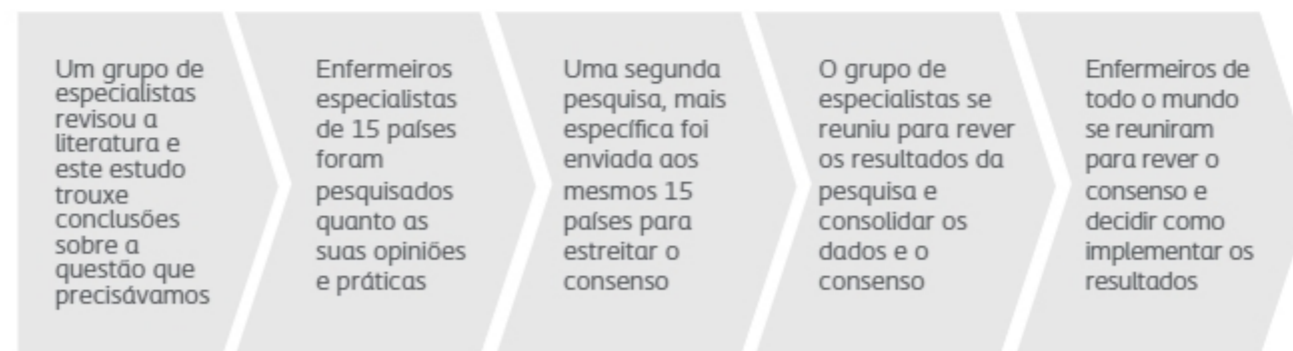 Um grupo de
especialistas
revisou a
literatura e
este estudo
trouxe
conclusões
sobre a
questão que
precisávamos
Enfermeiros
especialistas
de 15 países
foram
pesquisados
quanto as
suas opiniões
e práticas
Uma segunda
pesquisa, mais
específica foi
enviada aos
mesmos 15
países para
estreitar o
consenso
O grupo de
especialistas se
reuniu para rever
os resultados da
pesquisa e
consolidar os
dados e o
consenso
Enfermeiros de
todo o mundo
se reuniram
para rever o
consenso e
decidir como
implementar os
resultados